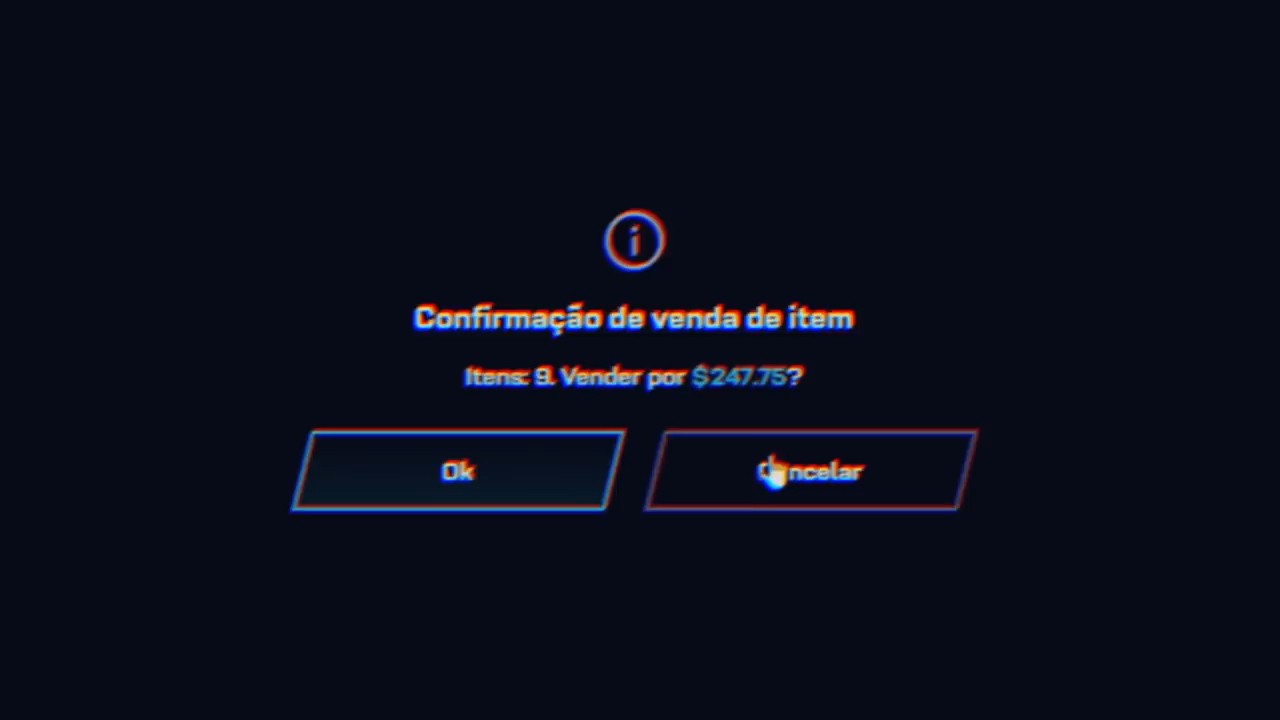 Confirmação de venda de item
Itens: 9. Vender por $247.75?
Ok
Cancelar